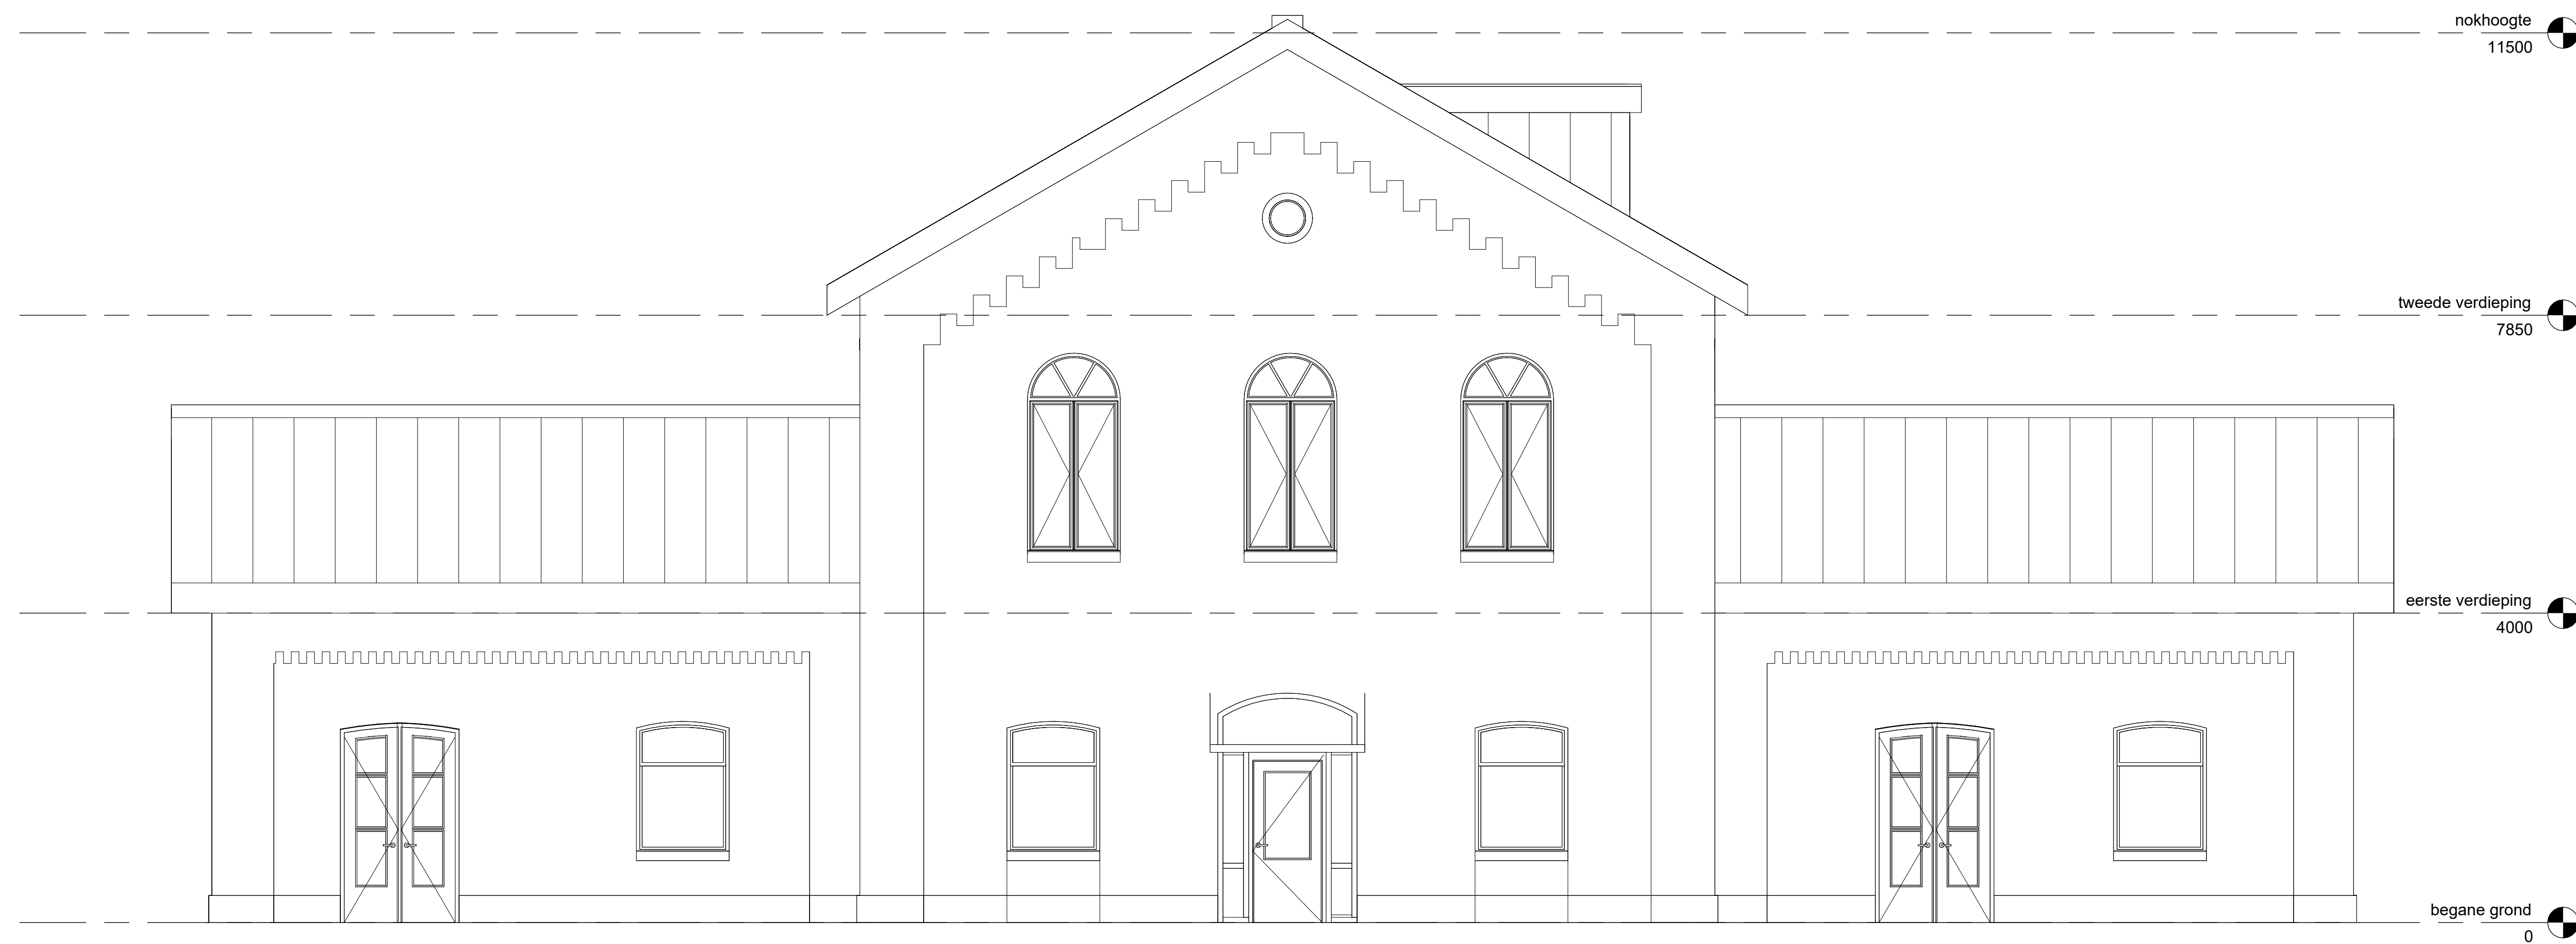 nokhoogte
11500
tweede verdieping
7850
eerste verdieping
4000
begane grond
0